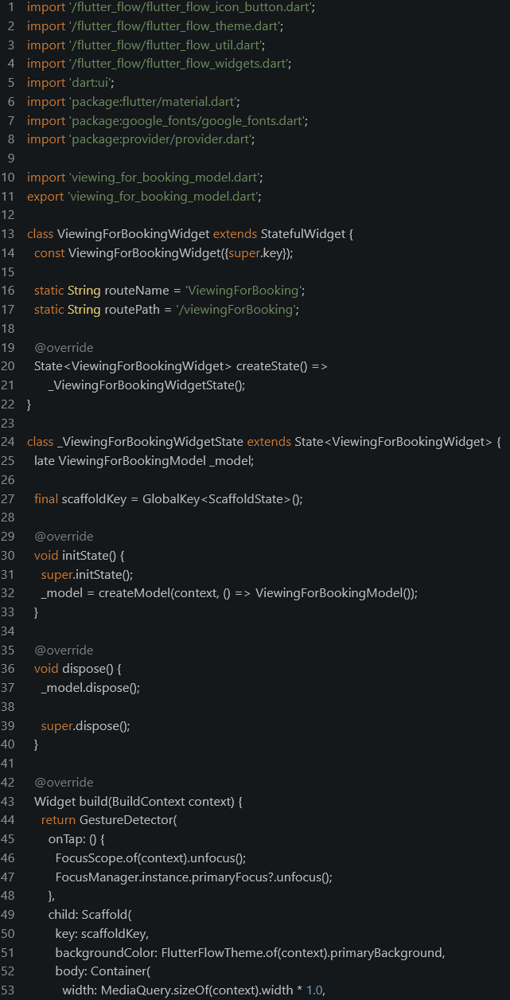 1 import '/flutter_flow/flutter_flow_icon_button.dart';
2 import '/flutter_flow/flutter_flow_theme.dart';
3 import '/flutter_flow/flutter_flow_util.dart';
4 import '/flutter_flow/flutter_flow_widgets.dart';
5 import 'dart:ui';
6 import 'package:flutter/material.dart';
7 import 'package:google_fonts/google_fonts.dart';
8 import 'package:provider/provider.dart';
9
10 import 'viewing_for_booking_model.dart';
11 export 'viewing_for_booking_model.dart';
12
13 class ViewingForBookingWidget extends StatefulWidget {
14   const ViewingForBookingWidget({super.key});
15
16   static String routeName = 'ViewingForBooking';
17   static String routePath = '/viewingForBooking';
18
19   @override
20   State<ViewingForBookingWidget> createState() =>
21       _ViewingForBookingWidgetState();
22 }
23
24 class _ViewingForBookingWidgetState extends State<ViewingForBookingWidget> {
25   late ViewingForBookingModel _model;
26
27   final scaffoldKey = GlobalKey<ScaffoldState>();
28
29   @override
30   void initState() {
31     super.initState();
32     _model = createModel(context, () => ViewingForBookingModel());
33   }
34
35   @override
36   void dispose() {
37     _model.dispose();
38
39     super.dispose();
40   }
41
42   @override
43   Widget build(BuildContext context) {
44     return GestureDetector(
45       onTap: () {
46         FocusScope.of(context).unfocus();
47         FocusManager.instance.primaryFocus?.unfocus();
48       },
49       child: Scaffold(
50         key: scaffoldKey,
51         backgroundColor: FlutterFlowTheme.of(context).primaryBackground,
52         body: Container(
53           width: MediaQuery.sizeOf(context).width * 1.0,